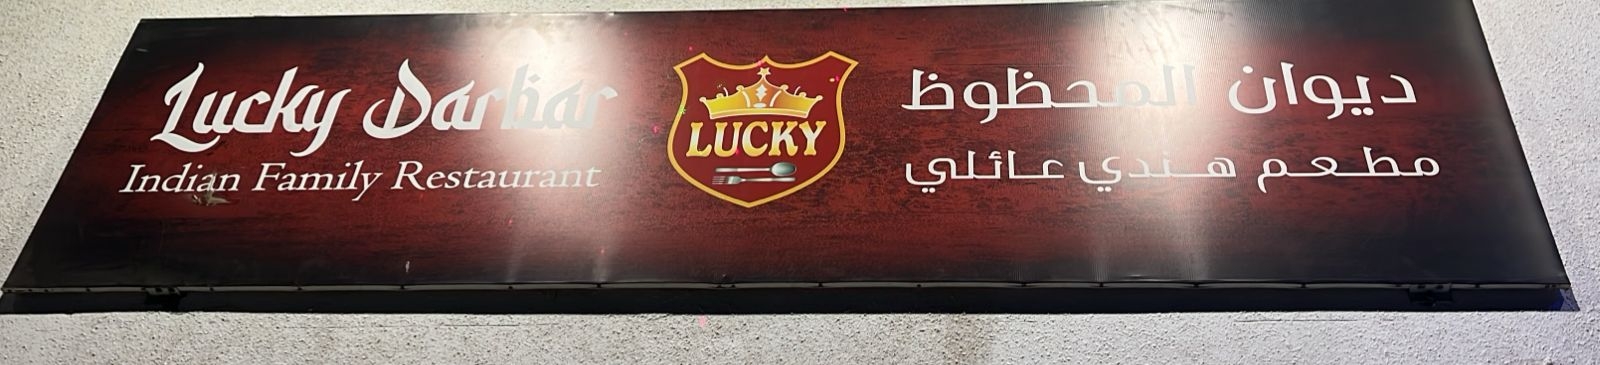 Lucky Darbar
Indian Family Restaurant
LUCKY
ديوان المحظوظ
مطعم هندي عائلي